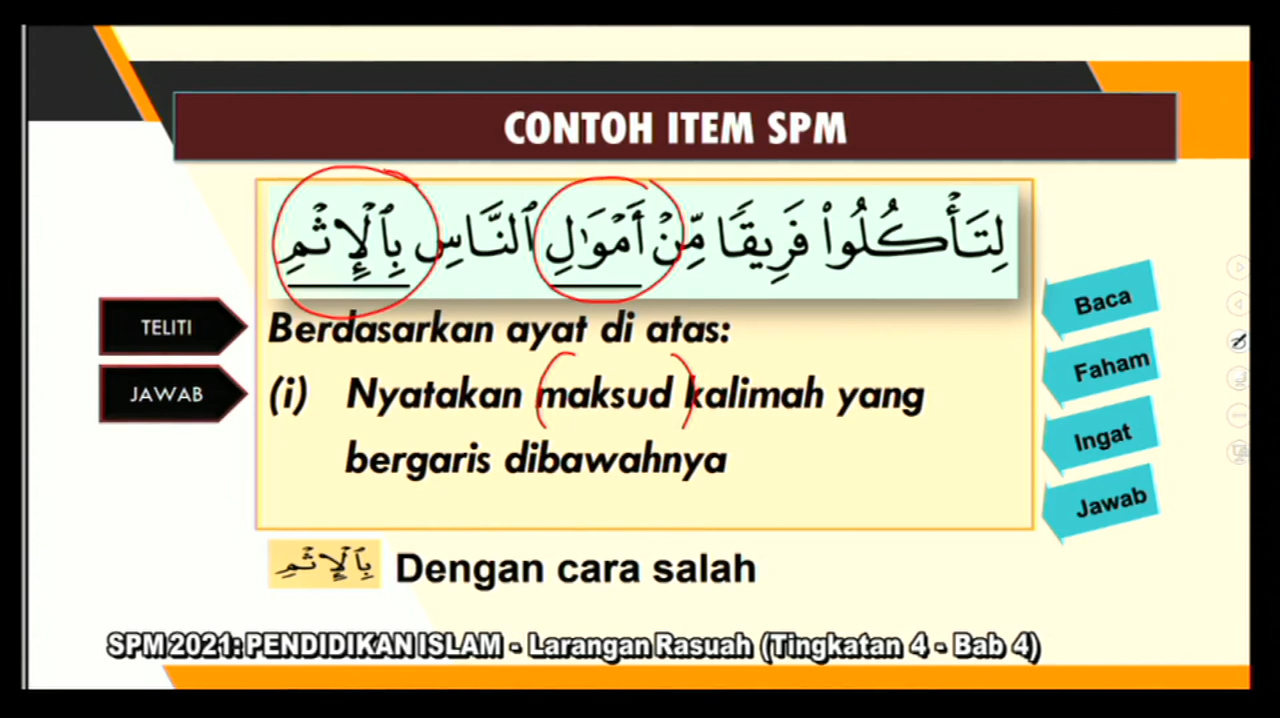 CONTOH ITEM SPM
لِتَأْكُلُوا۟ فَرِيقًا مِّنْ أَمْوَٰلِ ٱلنَّاسِ بِٱلْإِثْمِ
TELITI
Berdasarkan ayat di atas:
JAWAB
(i) Nyatakan maksud kalimah yang
bergaris dibawahnya
Baca
Faham
Ingat
Jawab
بِٱلْإِثْمِ Dengan cara salah
SPM 2021: PENDIDIKAN ISLAM - Larangan Rasuah (Tingkatan 4 - Bab 4)